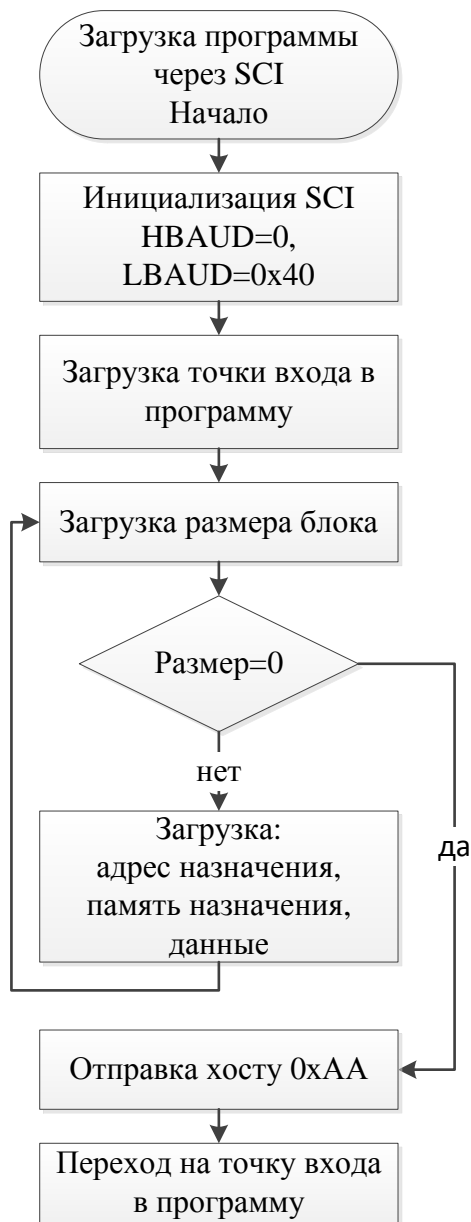 Загрузка программы
через SCI
Начало
Инициализация SCI
HBAUD=0,
LBAUD=0x40
Загрузка точки входа в
программу
Загрузка размера блока
Размер=0
нет
Загрузка:
адрес назначения,
память назначения,
данные
да
Отправка хосту 0xAA
Переход на точку входа
в программу